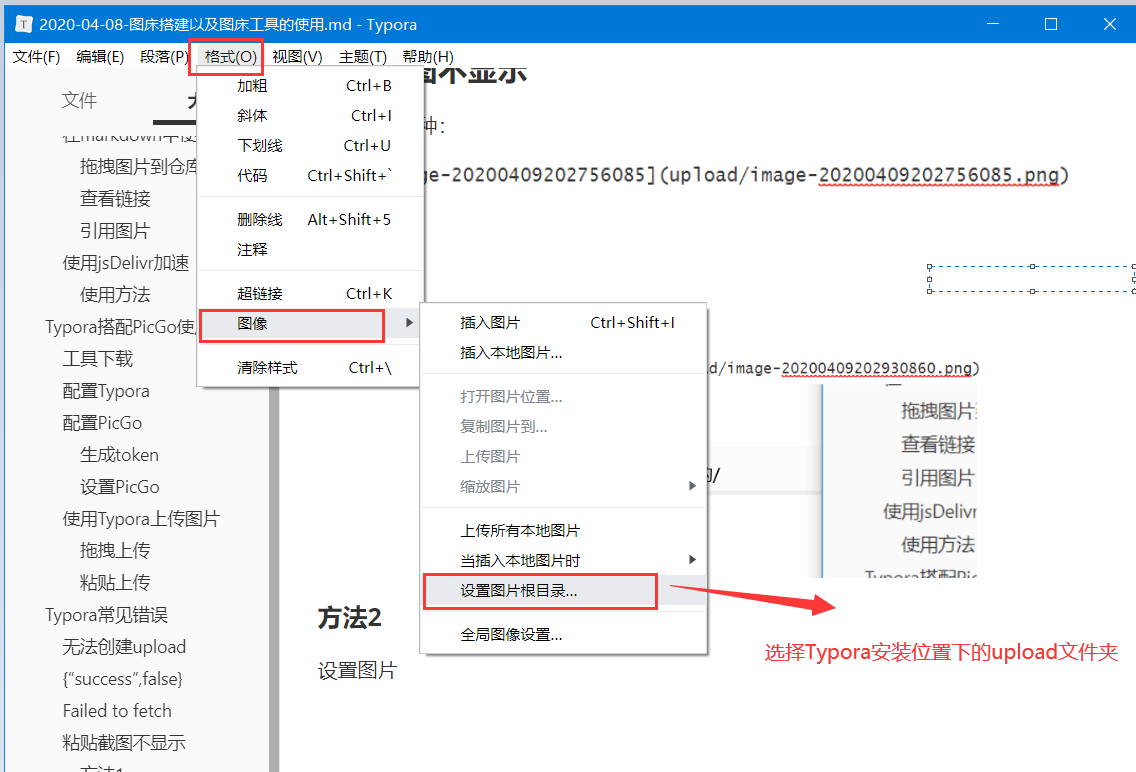 2020-04-08-图床搭建以及图床工具的使用.md - Typora
文件(F) 编辑(E) 段落(P) 格式(O) 视图(V) 主题(T) 帮助(H)
文件
图不显示
加粗 Ctrl+B
斜体 Ctrl+I
下划线 Ctrl+U
代码 Ctrl+Shift+`
删除线 Alt+Shift+5
注释
超链接 Ctrl+K
图像
清除样式 Ctrl+\
种：
ge-20200409202756085](upload/image-20200409202756085.png)
拖拽图片到仓库
查看链接
引用图片
使用jsDelivr加速
使用方法
Typora搭配PicGo使
工具下载
配置Typora
配置PicGo
生成token
设置PicGo
使用Typora上传图片
拖拽上传
粘贴上传
Typora常见错误
无法创建upload
{“success”,false}
Failed to fetch
粘贴截图不显示
方法1
插入图片 Ctrl+Shift+I
插入本地图片...
打开图片位置...
复制图片到...
上传图片
缩放图片
上传所有本地图片
当插入本地图片时
设置图片根目录...
全局图像设置...
d/image-20200409202930860.png)
拖拽图片
查看链接
引用图片
使用jsDelivr
使用方法
Typora搭配Pic
的/
方法2
设置图片
选择Typora安装位置下的upload文件夹